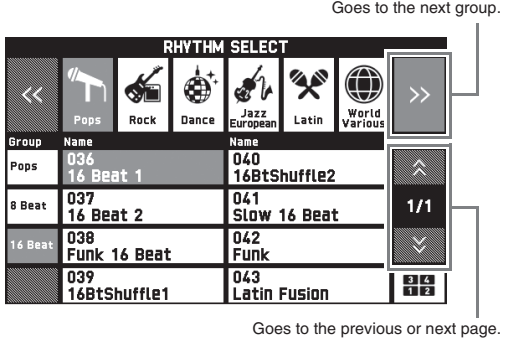 Goes to the next group.
RHYTHM SELECT
<<
Pops
Rock
Dance
Jazz
European
Latin
World
Various
>>
Group Name Name
Pops
036
16 Beat 1
040
16BtShuffle2
8 Beat
037
16 Beat 2
041
Slow 16 Beat
1/1
16 Beat
038
Funk 16 Beat
042
Funk
039
16BtShuffle1
043
Latin Fusion
3 4
1 2
Goes to the previous or next page.